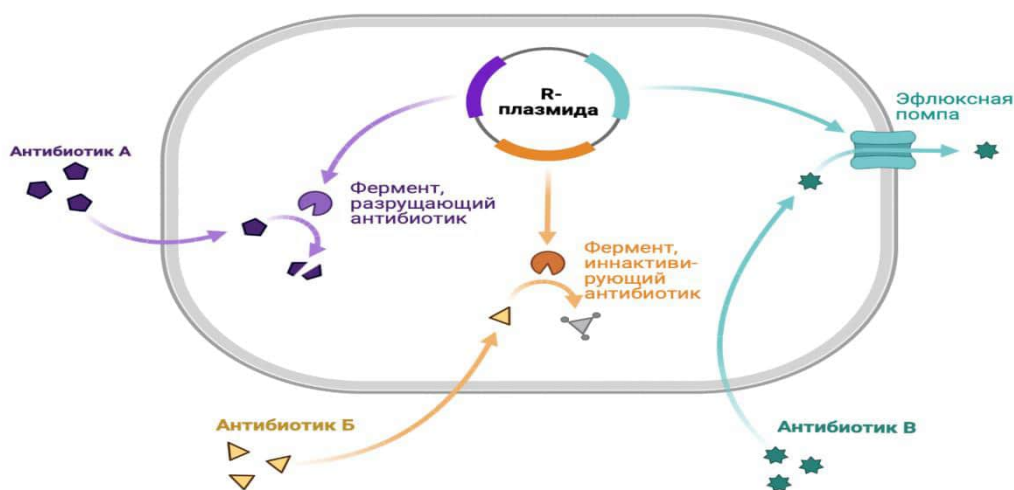 R-
плазмида
Эфлюксная
помпа
Антибиотик А
Фермент,
разрущающий
антибиотик
Фермент,
иннактиви-
рующий
антибиотик
Антибиотик Б
Антибиотик В